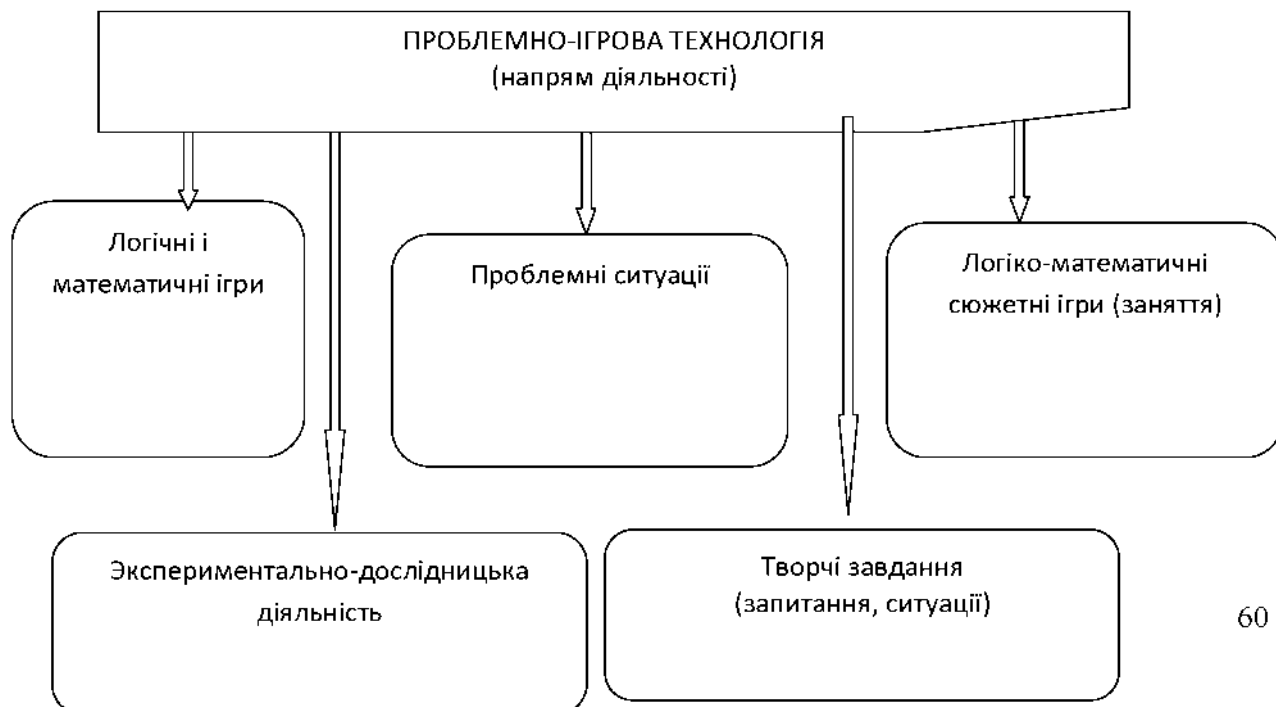 ПРОБЛЕМНО-ІГРОВА ТЕХНОЛОГІЯ
(напрям діяльності)
Логічні і
математичні ігри
Проблемні ситуації
Логіко-математичні
сюжетні ігри (заняття)
Экспериментально-дослідницька
діяльність
Творчі завдання
(запитання, ситуації)
60